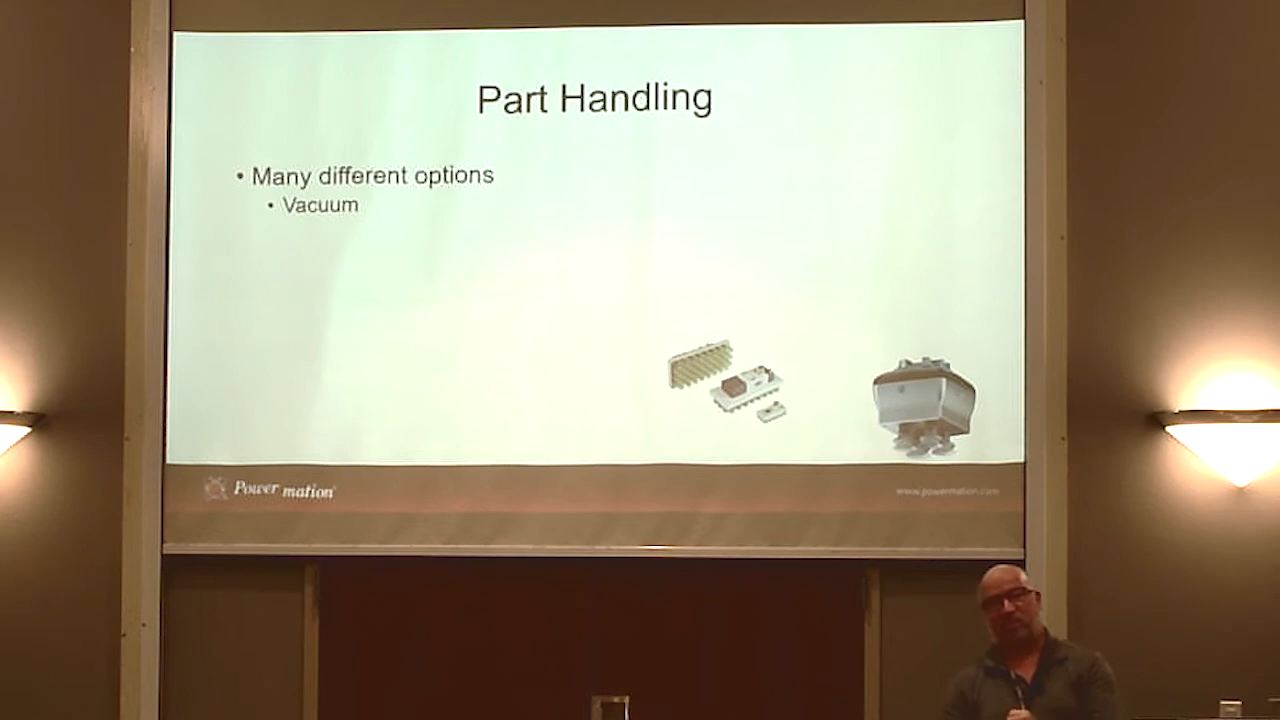 Part Handling
• Many different options
• Vacuum
Power mation
www.powermation.com